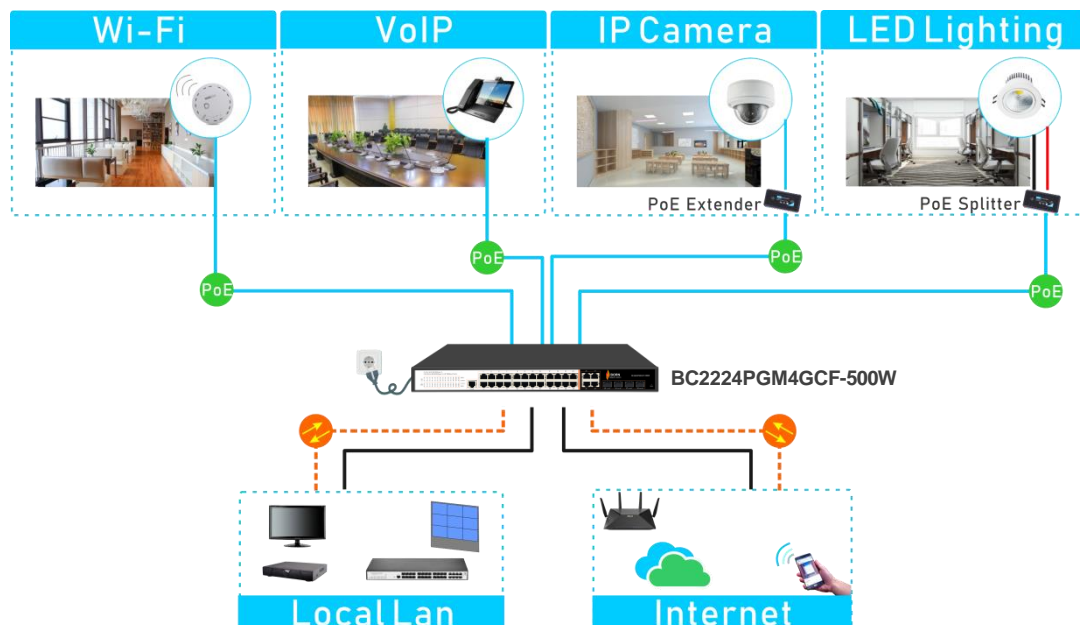 Wi-Fi
VoIP
IP Camera
LED Lighting
PoE Extender
PoE Splitter
PoE
PoE
PoE
PoE
BC2224PGM4GCF-500W
Local Lan
Internet